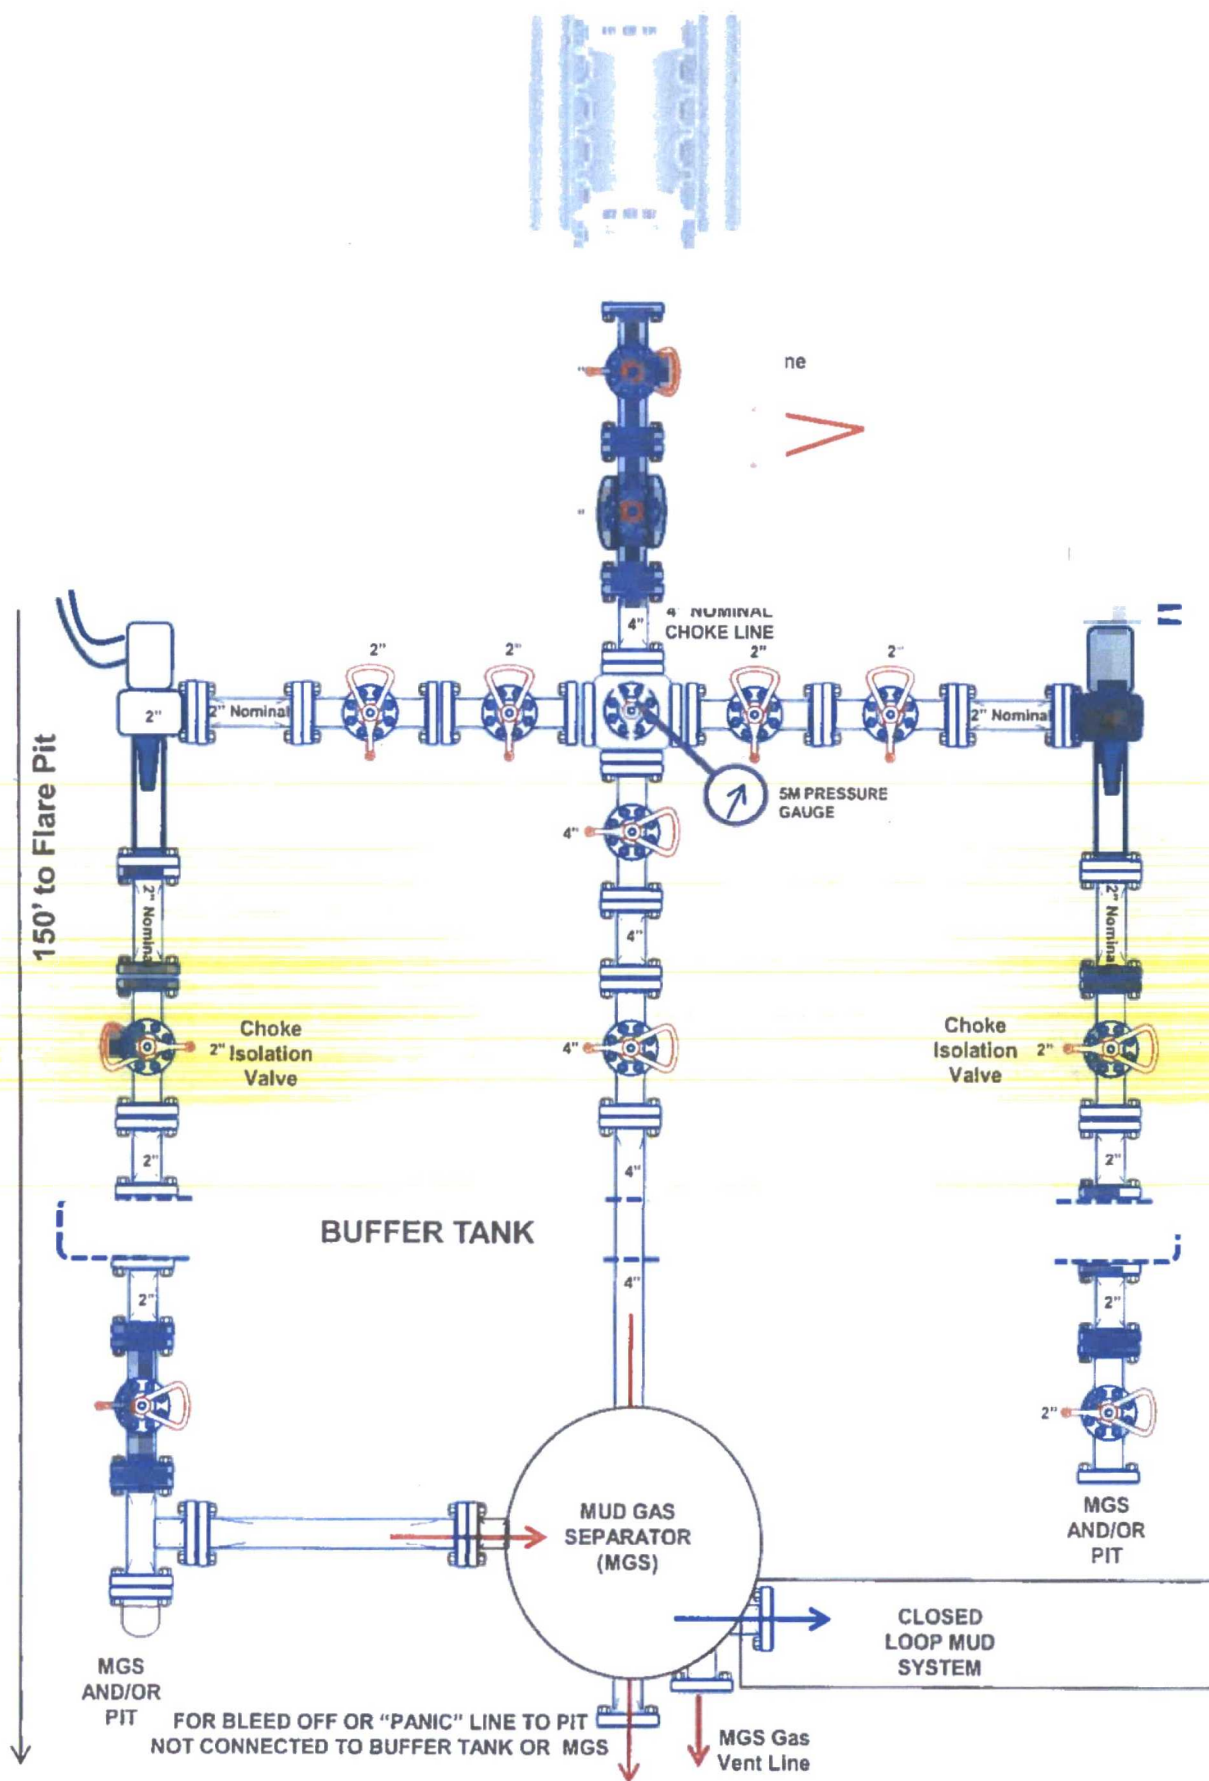 ne
4" NOMINAL
CHOKE LINE
4"
2"
2"
2"
2"
2"
2" Nominal
2" Nominal
5M PRESSURE
GAUGE
150' to Flare Pit
4"
2" Nominal
4"
2" Nominal
Choke
Isolation
Valve
2"
4"
Choke
Isolation
Valve
2"
2"
4"
2"
BUFFER TANK
4"
2"
2"
2"
MUD GAS
SEPARATOR
(MGS)
MGS
AND/OR
PIT
CLOSED
LOOP MUD
SYSTEM
MGS
AND/OR
PIT
FOR BLEED OFF OR “PANIC” LINE TO PIT
NOT CONNECTED TO BUFFER TANK OR MGS
MGS Gas
Vent Line